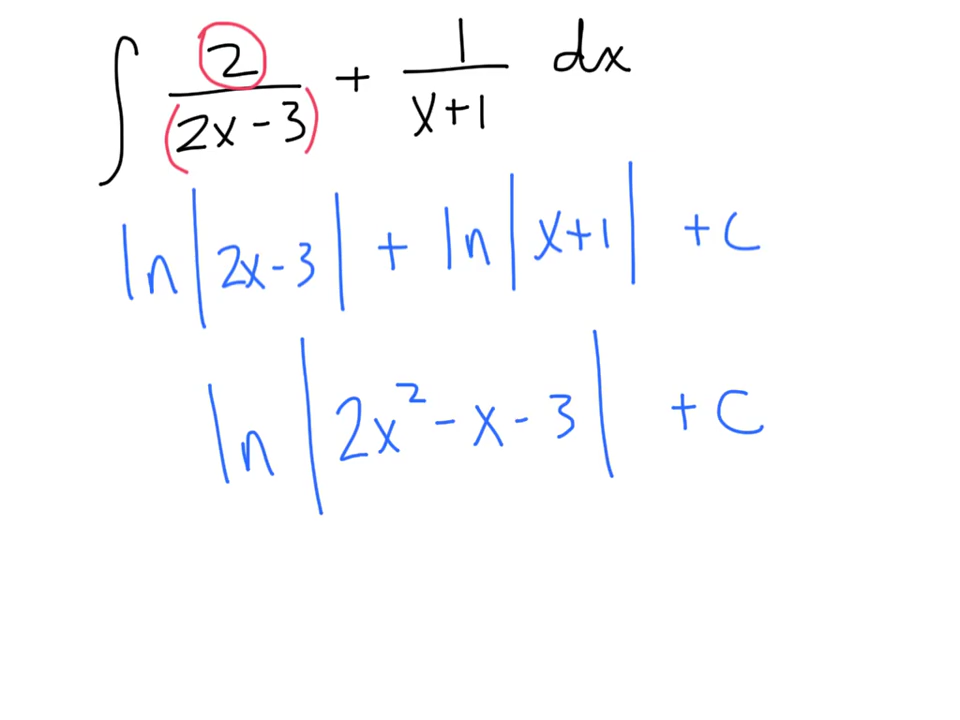 ∫ 2/(2x-3) + 1/(x+1) dx
ln|2x-3| + ln|x+1| + C
ln|2x²-x-3| + C